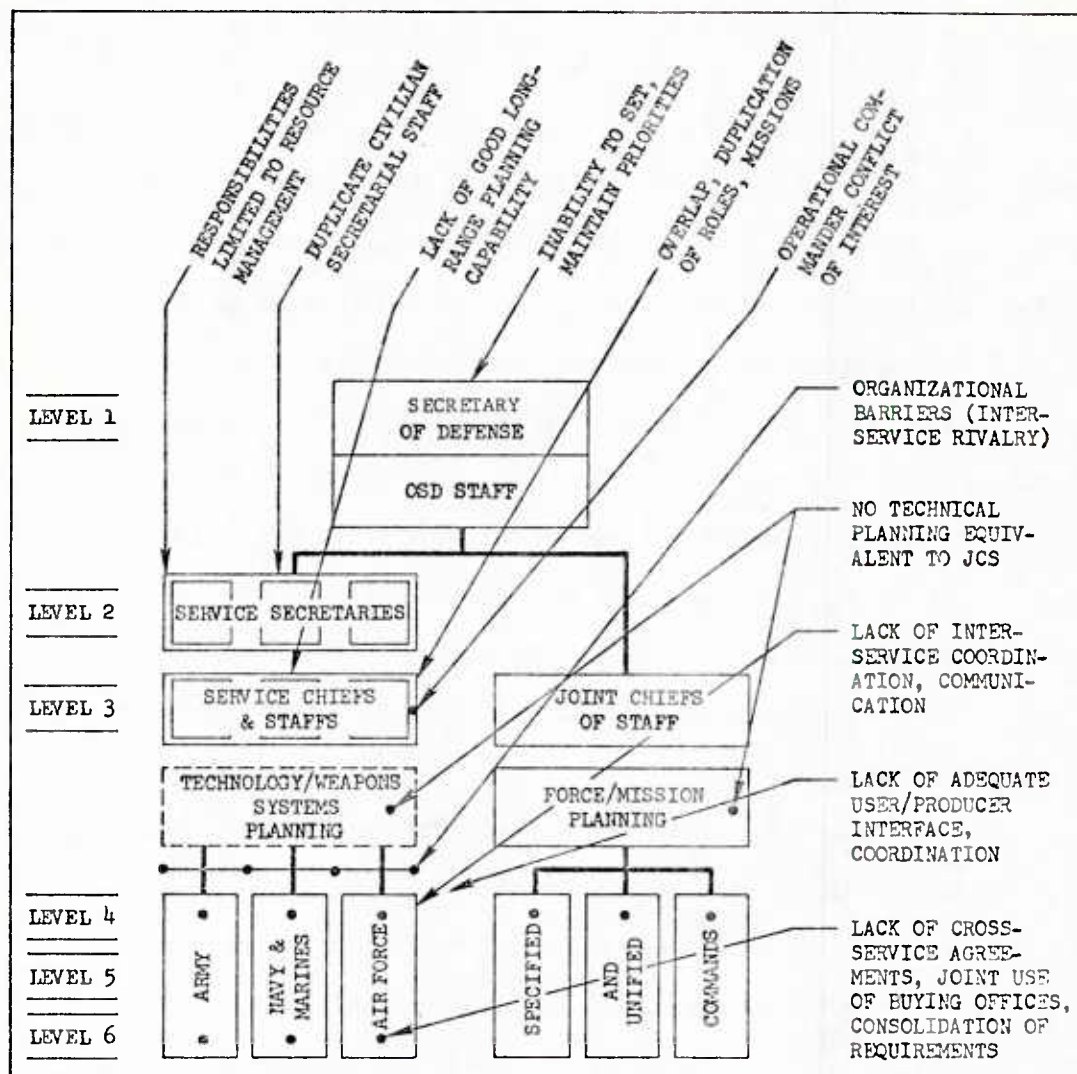 RESPONSIBILITIES
LIMITED TO RESOURCE
MANAGEMENT
DUPLICATE CIVILIAN
SECRETARIAL STAFF
LACK OF GOOD LONG-
RANGE PLANNING
CAPABILITY
INABILITY TO SET,
MAINTAIN PRIORITIES
OVERLAP, DUPLICATION
OF ROLES, MISSIONS
OPERATIONAL COM-
MANDER CONFLICT
OF INTEREST
LEVEL 1
SECRETARY
OF DEFENSE
OSD STAFF
ORGANIZATIONAL
BARRIERS (INTER-
SERVICE RIVALRY)
NO TECHNICAL
PLANNING EQUIV-
ALENT TO JCS
LEVEL 2
SERVICE SECRETARIES
LACK OF INTER-
SERVICE COORDIN-
ATION, COMMUNI-
CATION
LEVEL 3
SERVICE CHIEFS
& STAFFS
JOINT CHIEFS
OF STAFF
TECHNOLOGY/WEAPONS
SYSTEMS
PLANNING
FORCE/MISSION
PLANNING
LACK OF ADEQUATE
USER/PRODUCER
INTERFACE,
COORDINATION
LEVEL 4
LEVEL 5
LEVEL 6
ARMY
NAVY &
MARINES
AIR FORCE
SPECIFIED
AND
UNIFIED
COMMANDS
LACK OF CROSS-
SERVICE AGREE-
MENTS, JOINT USE
OF BUYING OFFICES,
CONSOLIDATION OF
REQUIREMENTS